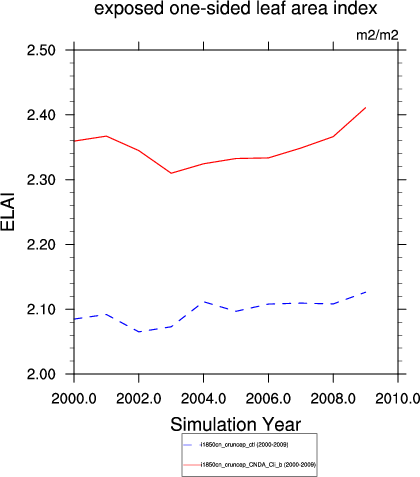 exposed one-sided leaf area index
m2/m2
2.50
2.40
2.30
2.20
2.10
2.00
ELAI
2000.0 2002.0 2004.0 2006.0 2008.0 2010.0
Simulation Year
i1850cn_cruncep_ctl (2000-2009)
i1850cn_cruncep_CNDA_Cli_b (2000-2009)